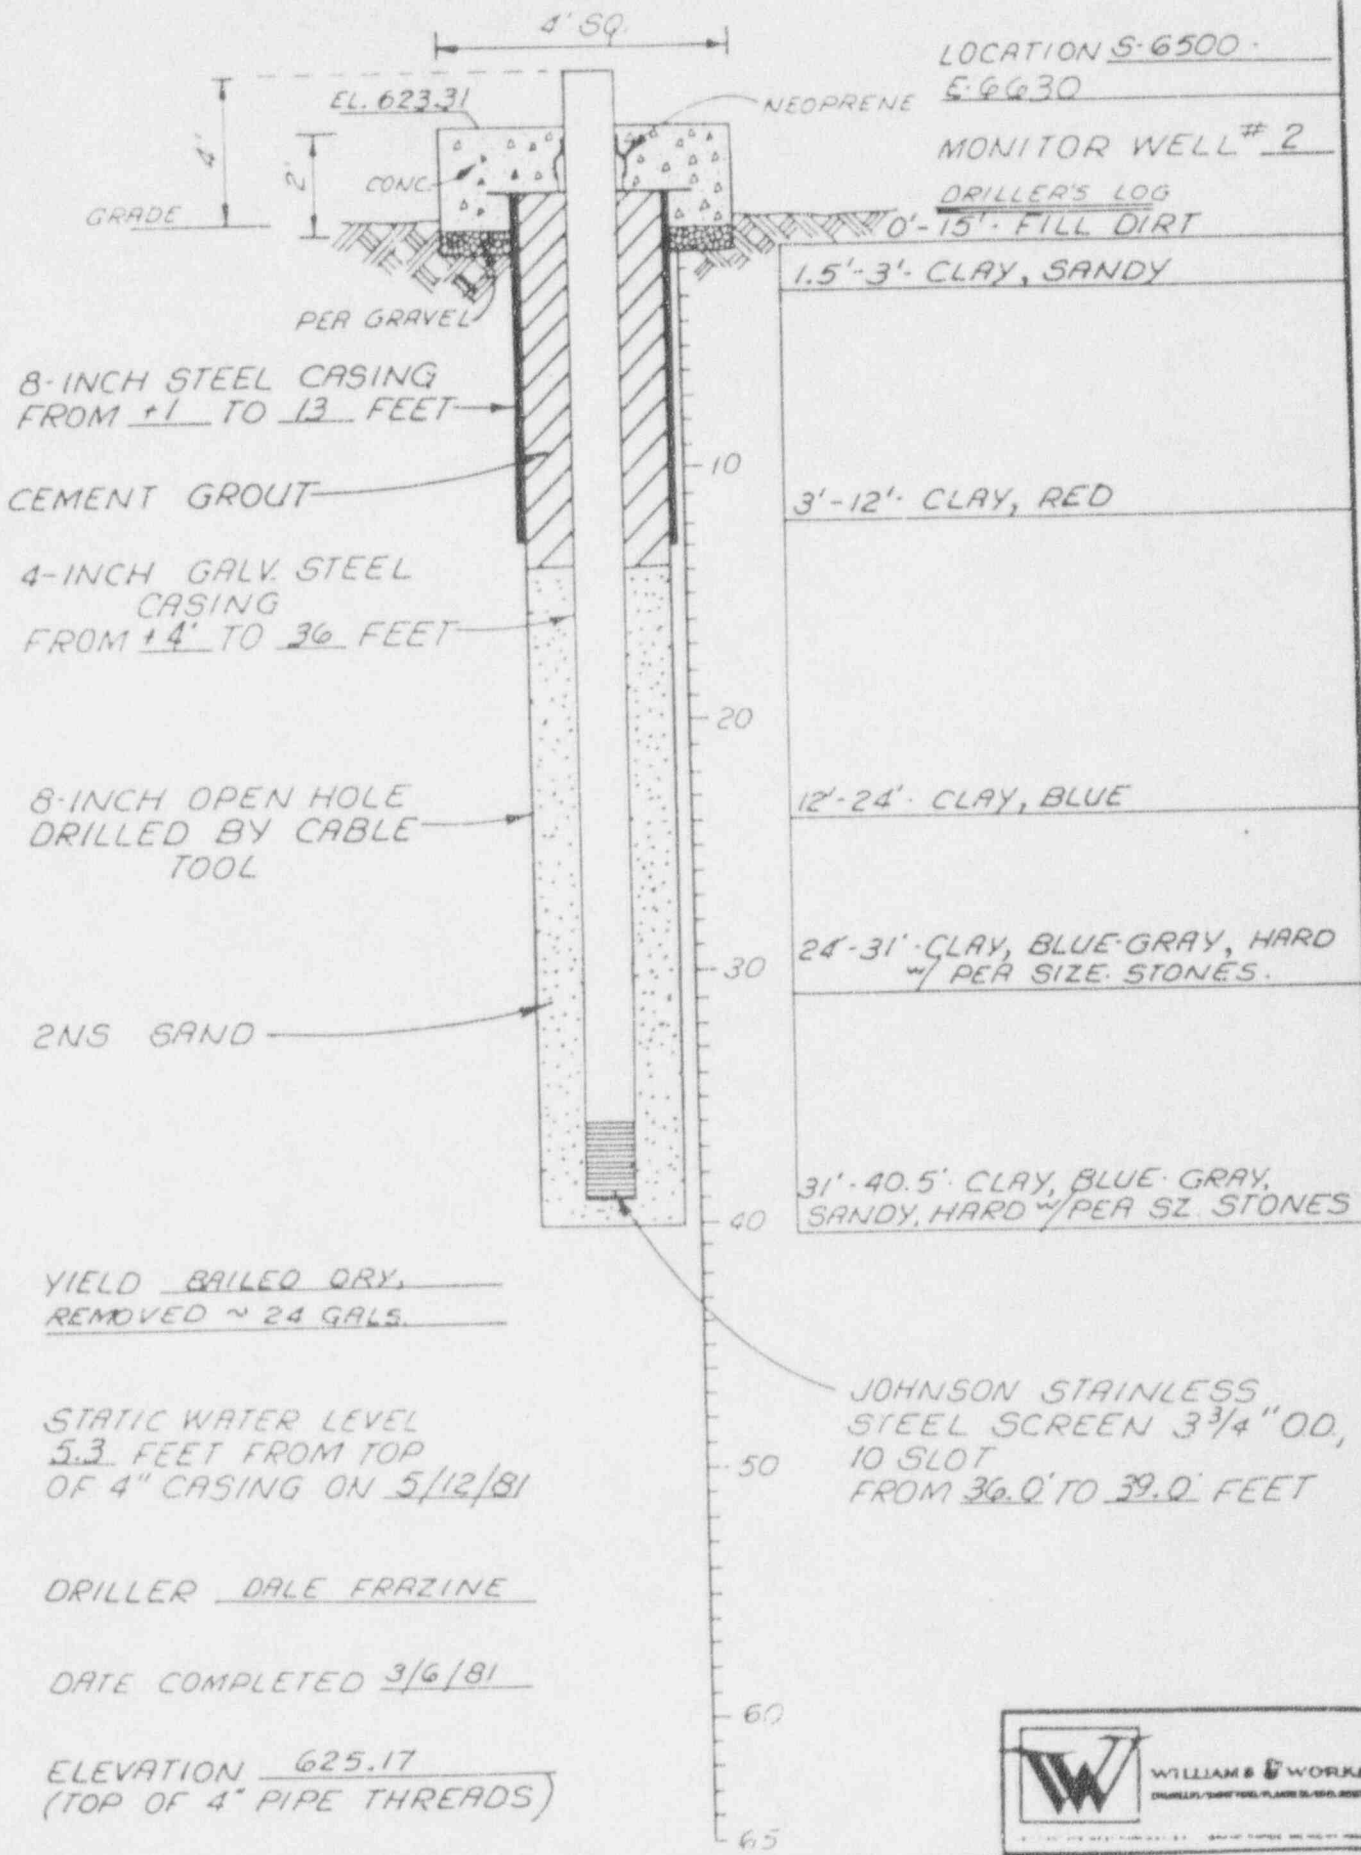 4' SQ.
LOCATION S-6500
E-6630
EL. 623.31
NEOPRENE
MONITOR WELL # 2
4'
2'
CONC.
DRILLER'S LOG
GRADE
0'-15'- FILL DIRT
1.5'-3'- CLAY, SANDY
PEA GRAVEL
8-INCH STEEL CASING
FROM +1 TO 13 FEET
10
CEMENT GROUT
3'-12'- CLAY, RED
4-INCH GALV. STEEL
CASING
FROM +4' TO 36 FEET
20
8-INCH OPEN HOLE
DRILLED BY CABLE
TOOL
12'-24'- CLAY, BLUE
24'-31'- CLAY, BLUE-GRAY, HARD
w/ PEA SIZE STONES.
30
2NS SAND
31'-40.5' CLAY, BLUE-GRAY,
SANDY, HARD w/ PEA SZ. STONES
40
YIELD BAILED DRY,
REMOVED ~ 24 GALS.
JOHNSON STAINLESS
STEEL SCREEN 3 3/4" O.D.,
10 SLOT
FROM 36.0' TO 39.0' FEET
STATIC WATER LEVEL
5.3 FEET FROM TOP
OF 4" CASING ON 5/12/81
50
DRILLER DALE FRAZINE
DATE COMPLETED 3/6/81
60
ELEVATION 625.17
(TOP OF 4" PIPE THREADS)
65
WILLIAMS & WORK